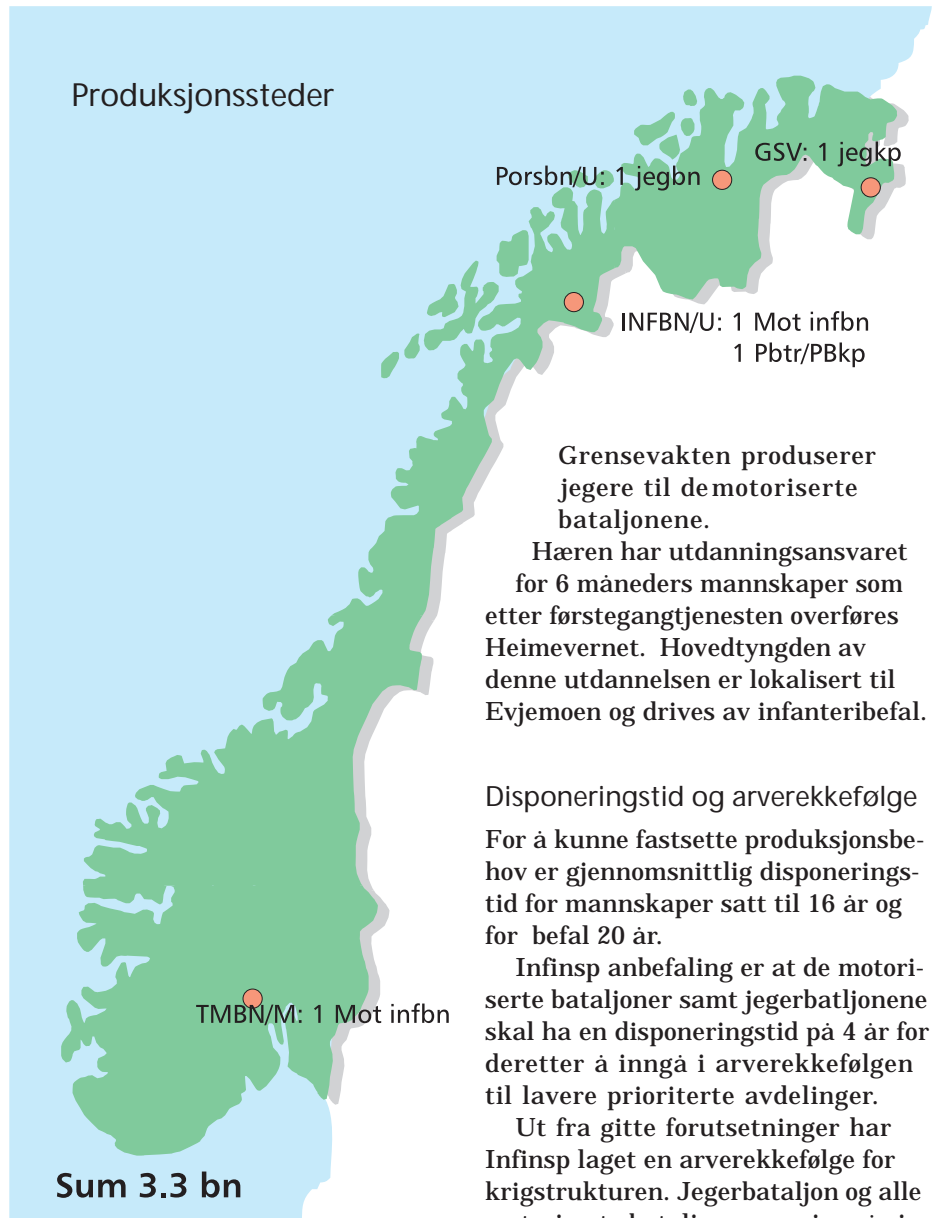 Produksjonssteder
GSV: 1 jegkp
Porsbn/U: 1 jegbn
INFBN/U: 1 Mot infbn
1 Pbtr/PBkp
Grensevakten produserer
jegere til de motoriserte
bataljonene.
Hæren har utdanningsansvaret
for 6 måneders mannskaper som
etter førstegangtjenesten overføres
Heimevernet. Hovedtyngden av
denne utdannelsen er lokalisert til
Evjemoen og drives av infanteribefal.
Disponeringstid og arverekkefølge
For å kunne fastsette produksjonsbe-
hov er gjennomsnittlig disponerings-
tid for mannskaper satt til 16 år og
for befal 20 år.
Infinsp anbefaling er at de motori-
serte bataljoner samt jegerbatljonene
skal ha en disponeringstid på 4 år for
deretter å inngå i arverekkefølgen
til lavere prioriterte avdelinger.
Ut fra gitte forutsetninger har
Infinsp laget en arverekkefølge for
krigstrukturen. Jegerbataljon og alle
TMBN/M: 1 Mot infbn
Sum 3.3 bn